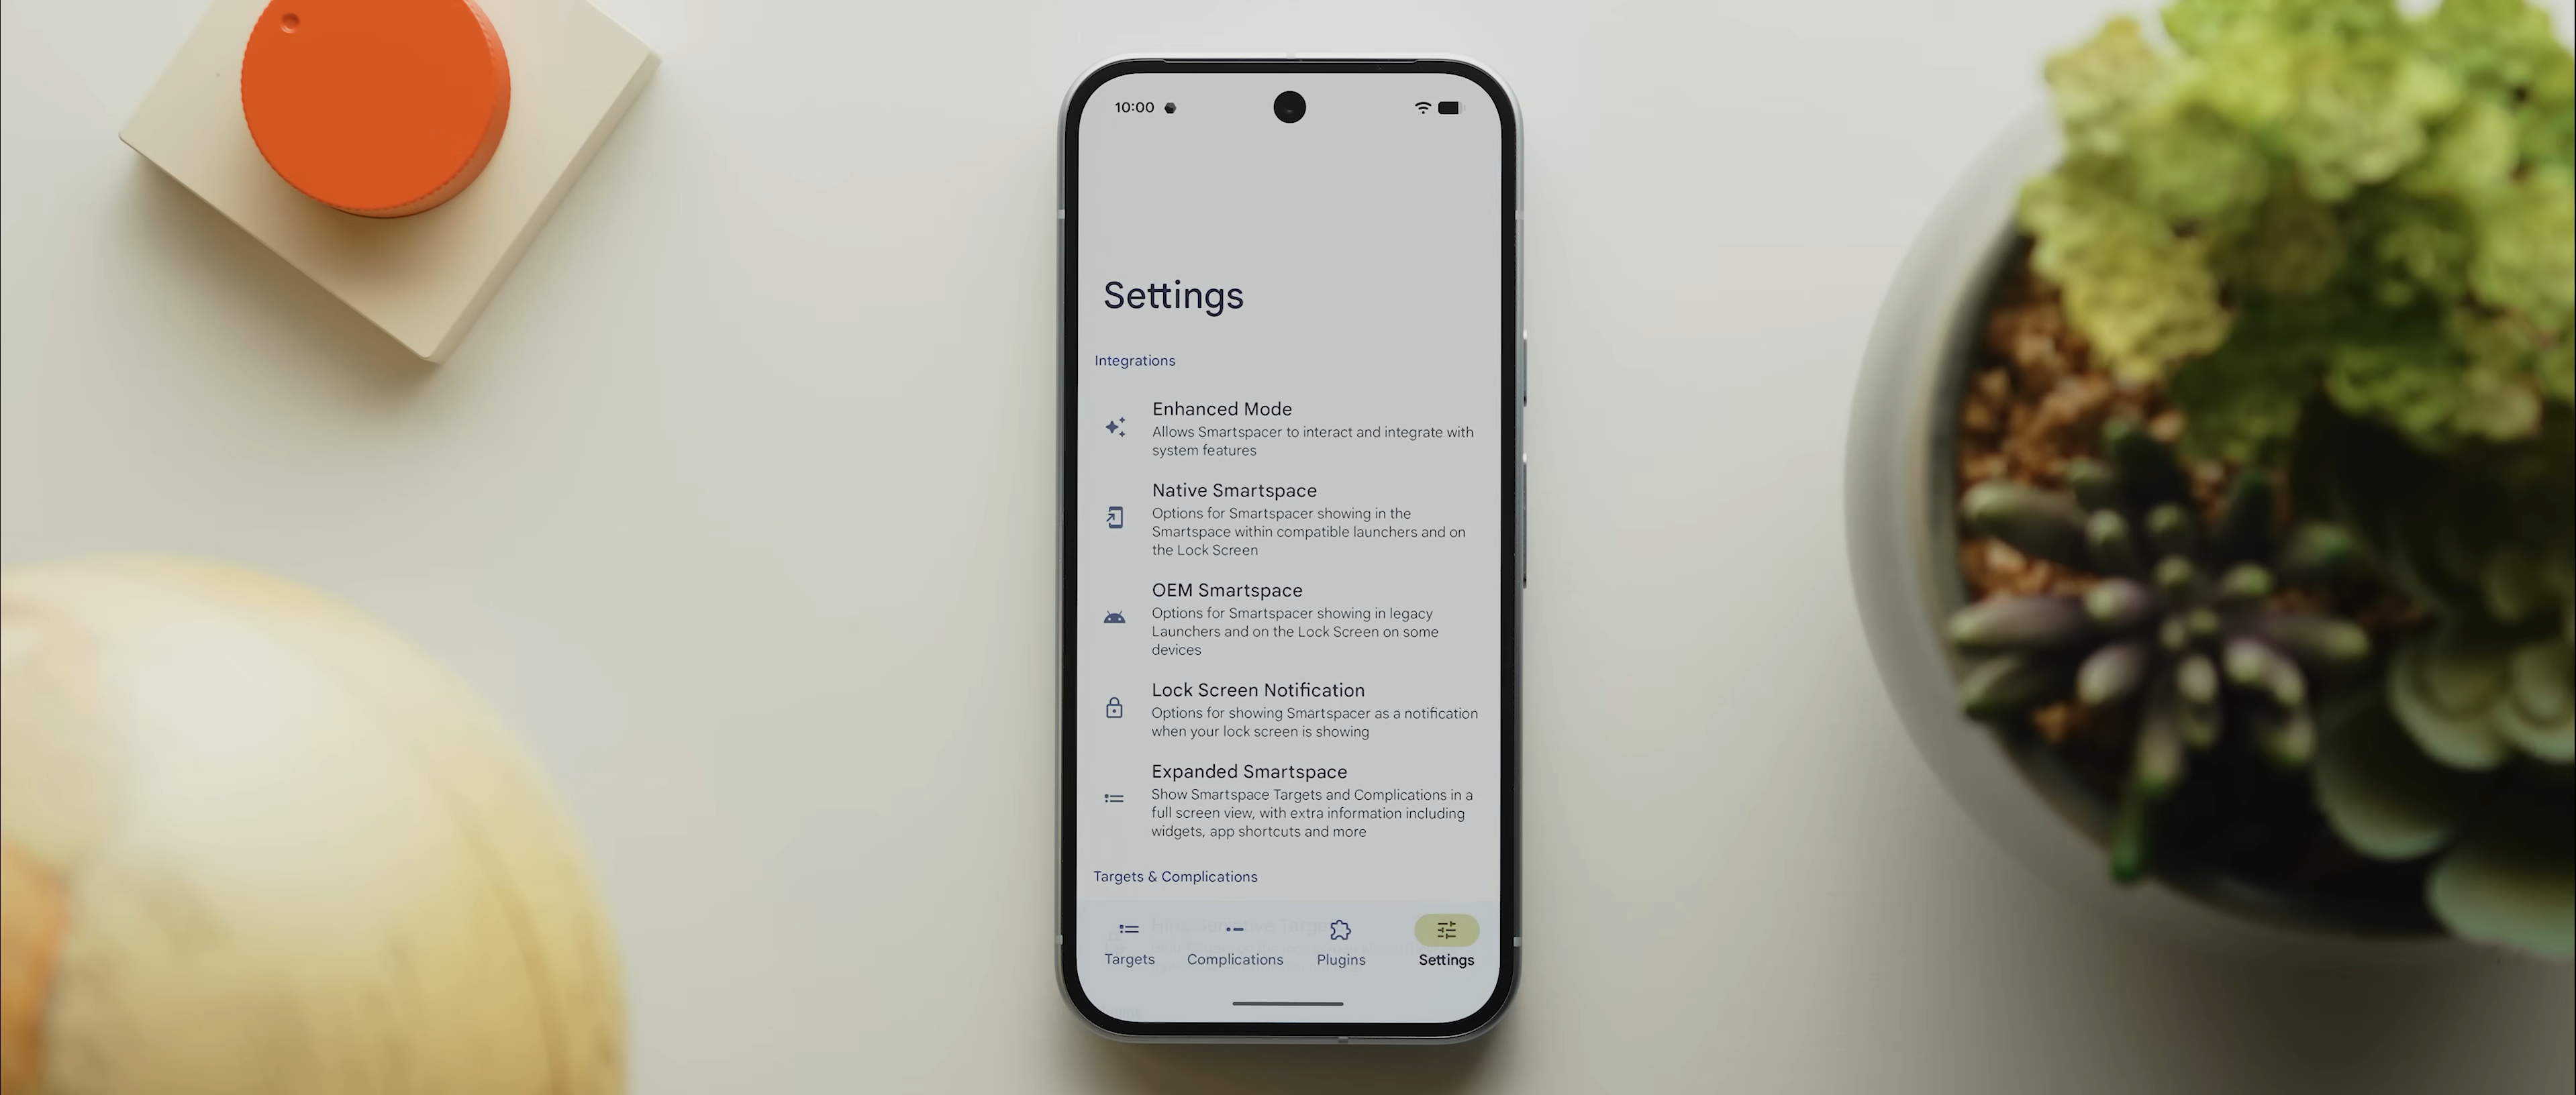 10:00
Settings
Integrations
Enhanced Mode
Allows Smartspacer to interact and integrate with
system features
Native Smartspace
Options for Smartspacer showing in the
Smartspace within compatible launchers and on
the Lock Screen
OEM Smartspace
Options for Smartspacer showing in legacy
Launchers and on the Lock Screen on some
devices
Lock Screen Notification
Options for showing Smartspacer as a notification
when your lock screen is showing
Expanded Smartspace
Show Smartspace Targets and Complications in a
full screen view, with extra information including
widgets, app shortcuts and more
Targets & Complications
Targets Complications Plugins Settings